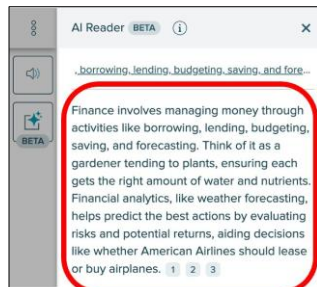 AI Reader BETA i ×
, borrowing, lending, budgeting, saving, and fore...
BETA
Finance involves managing money through
activities like borrowing, lending, budgeting,
saving, and forecasting. Think of it as a
gardener tending to plants, ensuring each
gets the right amount of water and nutrients.
Financial analytics, like weather forecasting,
helps predict the best actions by evaluating
risks and potential returns, aiding decisions
like whether American Airlines should lease
or buy airplanes. 1 2 3